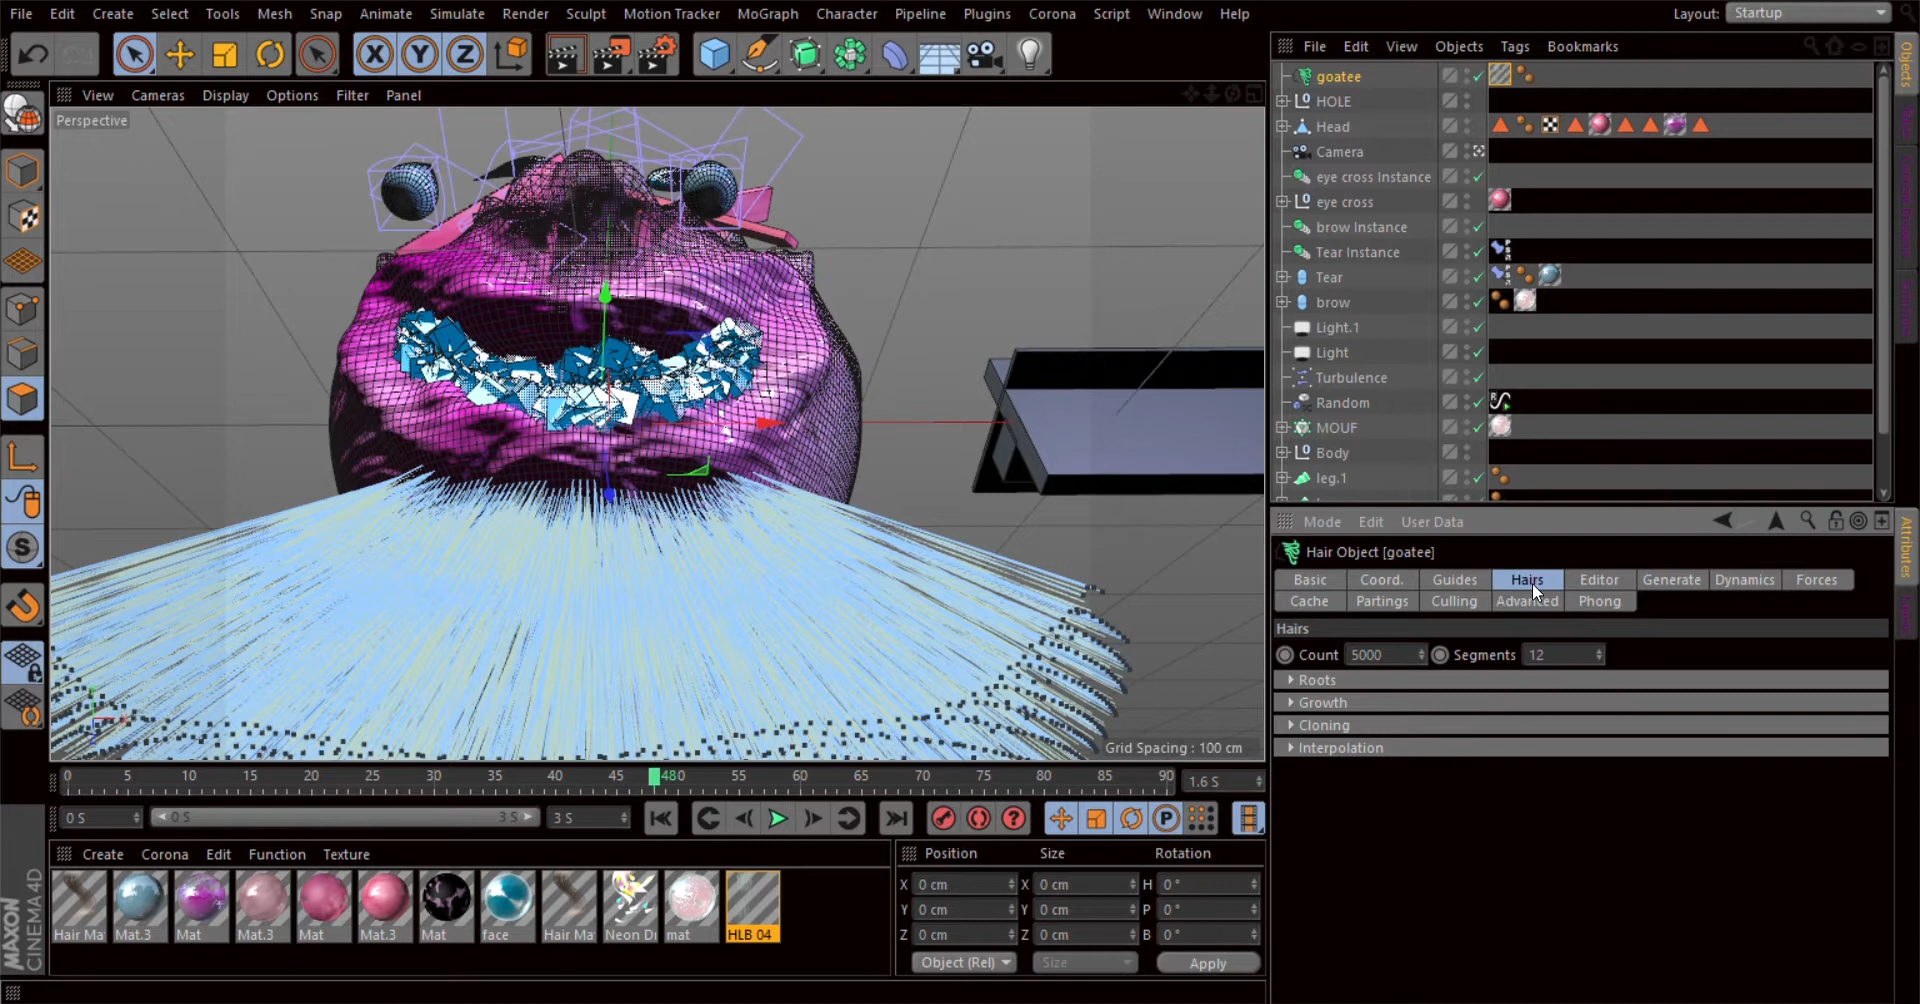 File Edit Create Select Tools Mesh Snap Animate Simulate Render Sculpt Motion Tracker MoGraph Character Pipeline Plugins Corona Script Window Help Layout: Startup
File Edit View Objects Tags Bookmarks
View Cameras Display Options Filter Panel
Perspective
goatee
HOLE
Head
Camera
eye cross Instance
eye cross
brow Instance
Tear Instance
Tear
brow
Light.1
Light
Turbulence
Random
MOUF
Body
leg.1
Objects
Mode Edit User Data
Attributes
Hair Object [goatee]
Basic Coord. Guides Hairs Editor Generate Dynamics Forces
Cache Partings Culling Advanced Phong
Hairs
Count 5000 Segments 12
Roots
Growth
Cloning
Interpolation
Grid Spacing : 100 cm
0 5 10 15 20 25 30 35 40 45 480 55 60 65 70 75 80 85 90 1.6 S
0 S 0 S 3 S 3 S
Create Corona Edit Function Texture
Hair Ma Mat.3 Mat Mat.3 Mat Mat.3 Mat face Hair Ma Neon Dr mat HLB 04
Position Size Rotation
X 0 cm X 0 cm H 0 °
Y 0 cm Y 0 cm P 0 °
Z 0 cm Z 0 cm B 0 °
Object (Rel) Size Apply
MAXON
CINEMA4D